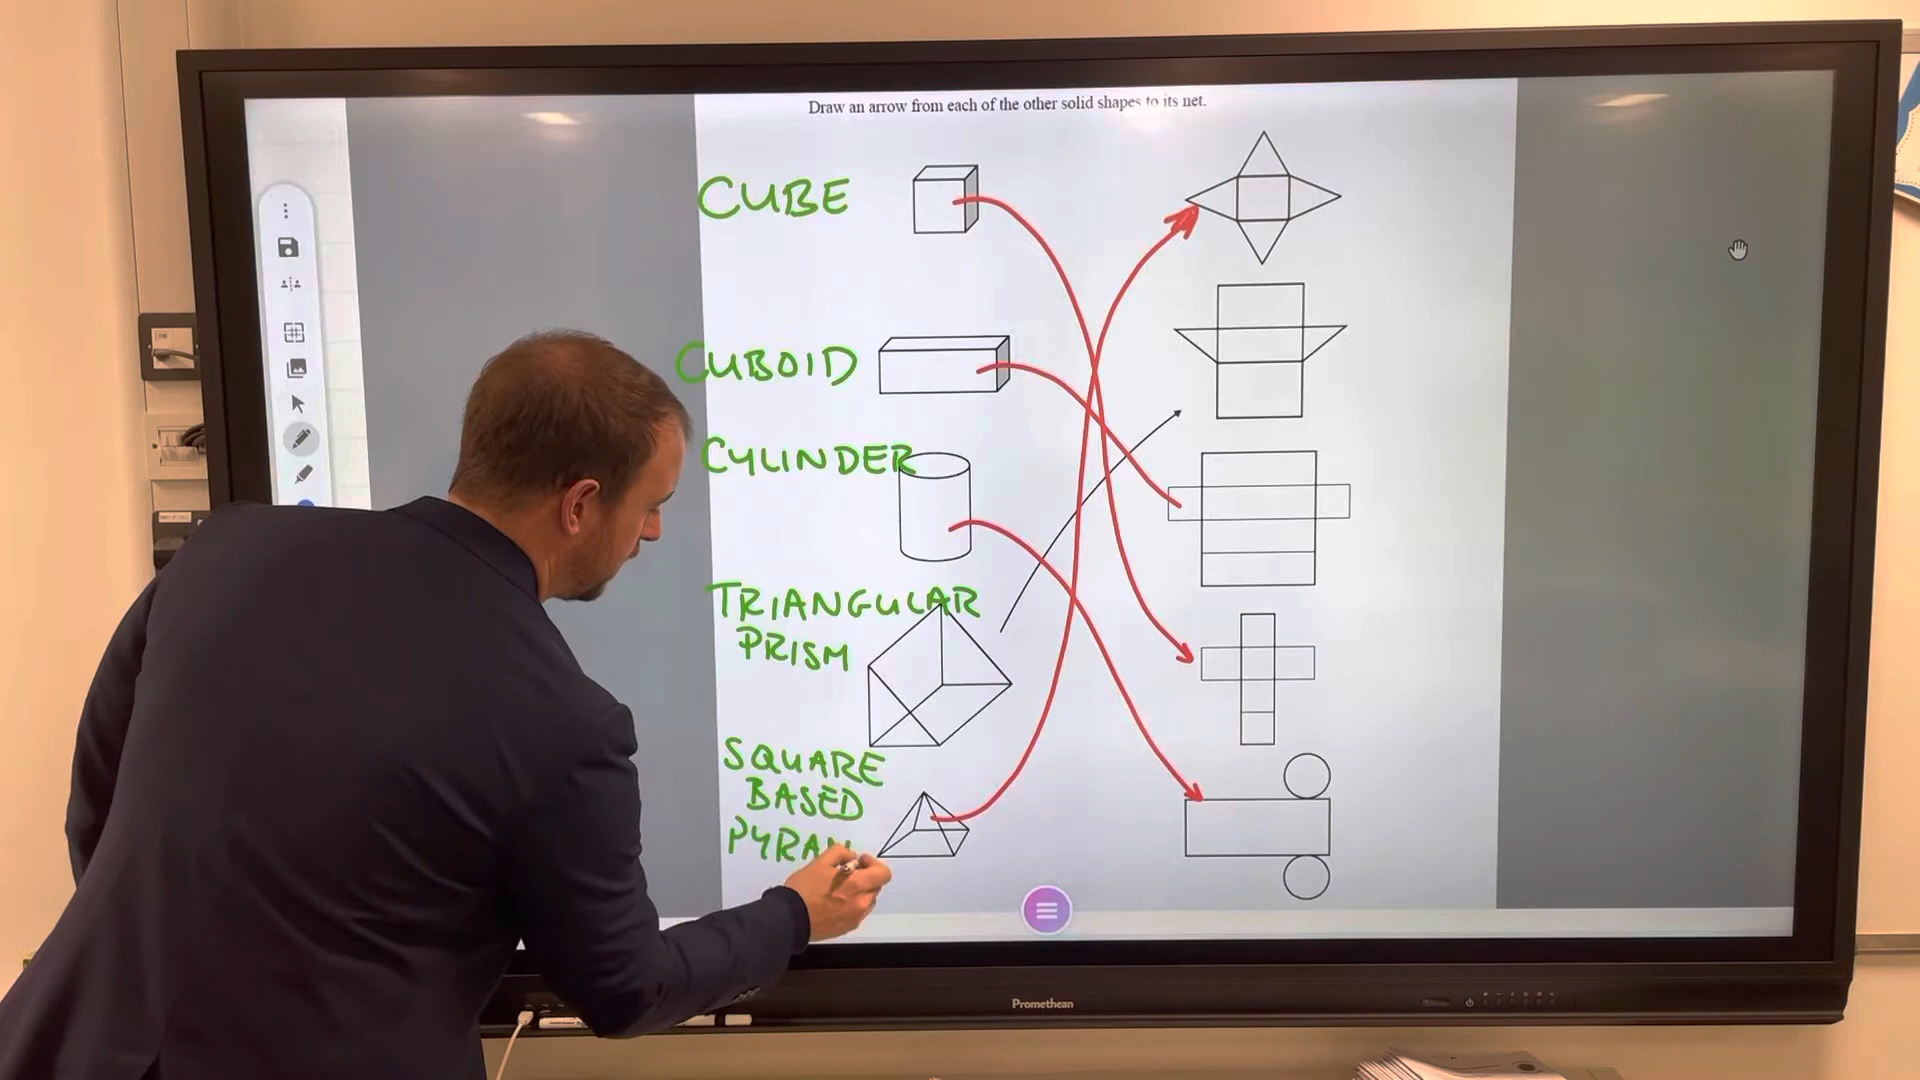 Draw an arrow from each of the other solid shapes to its net.
CUBE
CUBOID
CYLINDER
TRIANGULAR
PRISM
SQUARE
BASED
Promethean